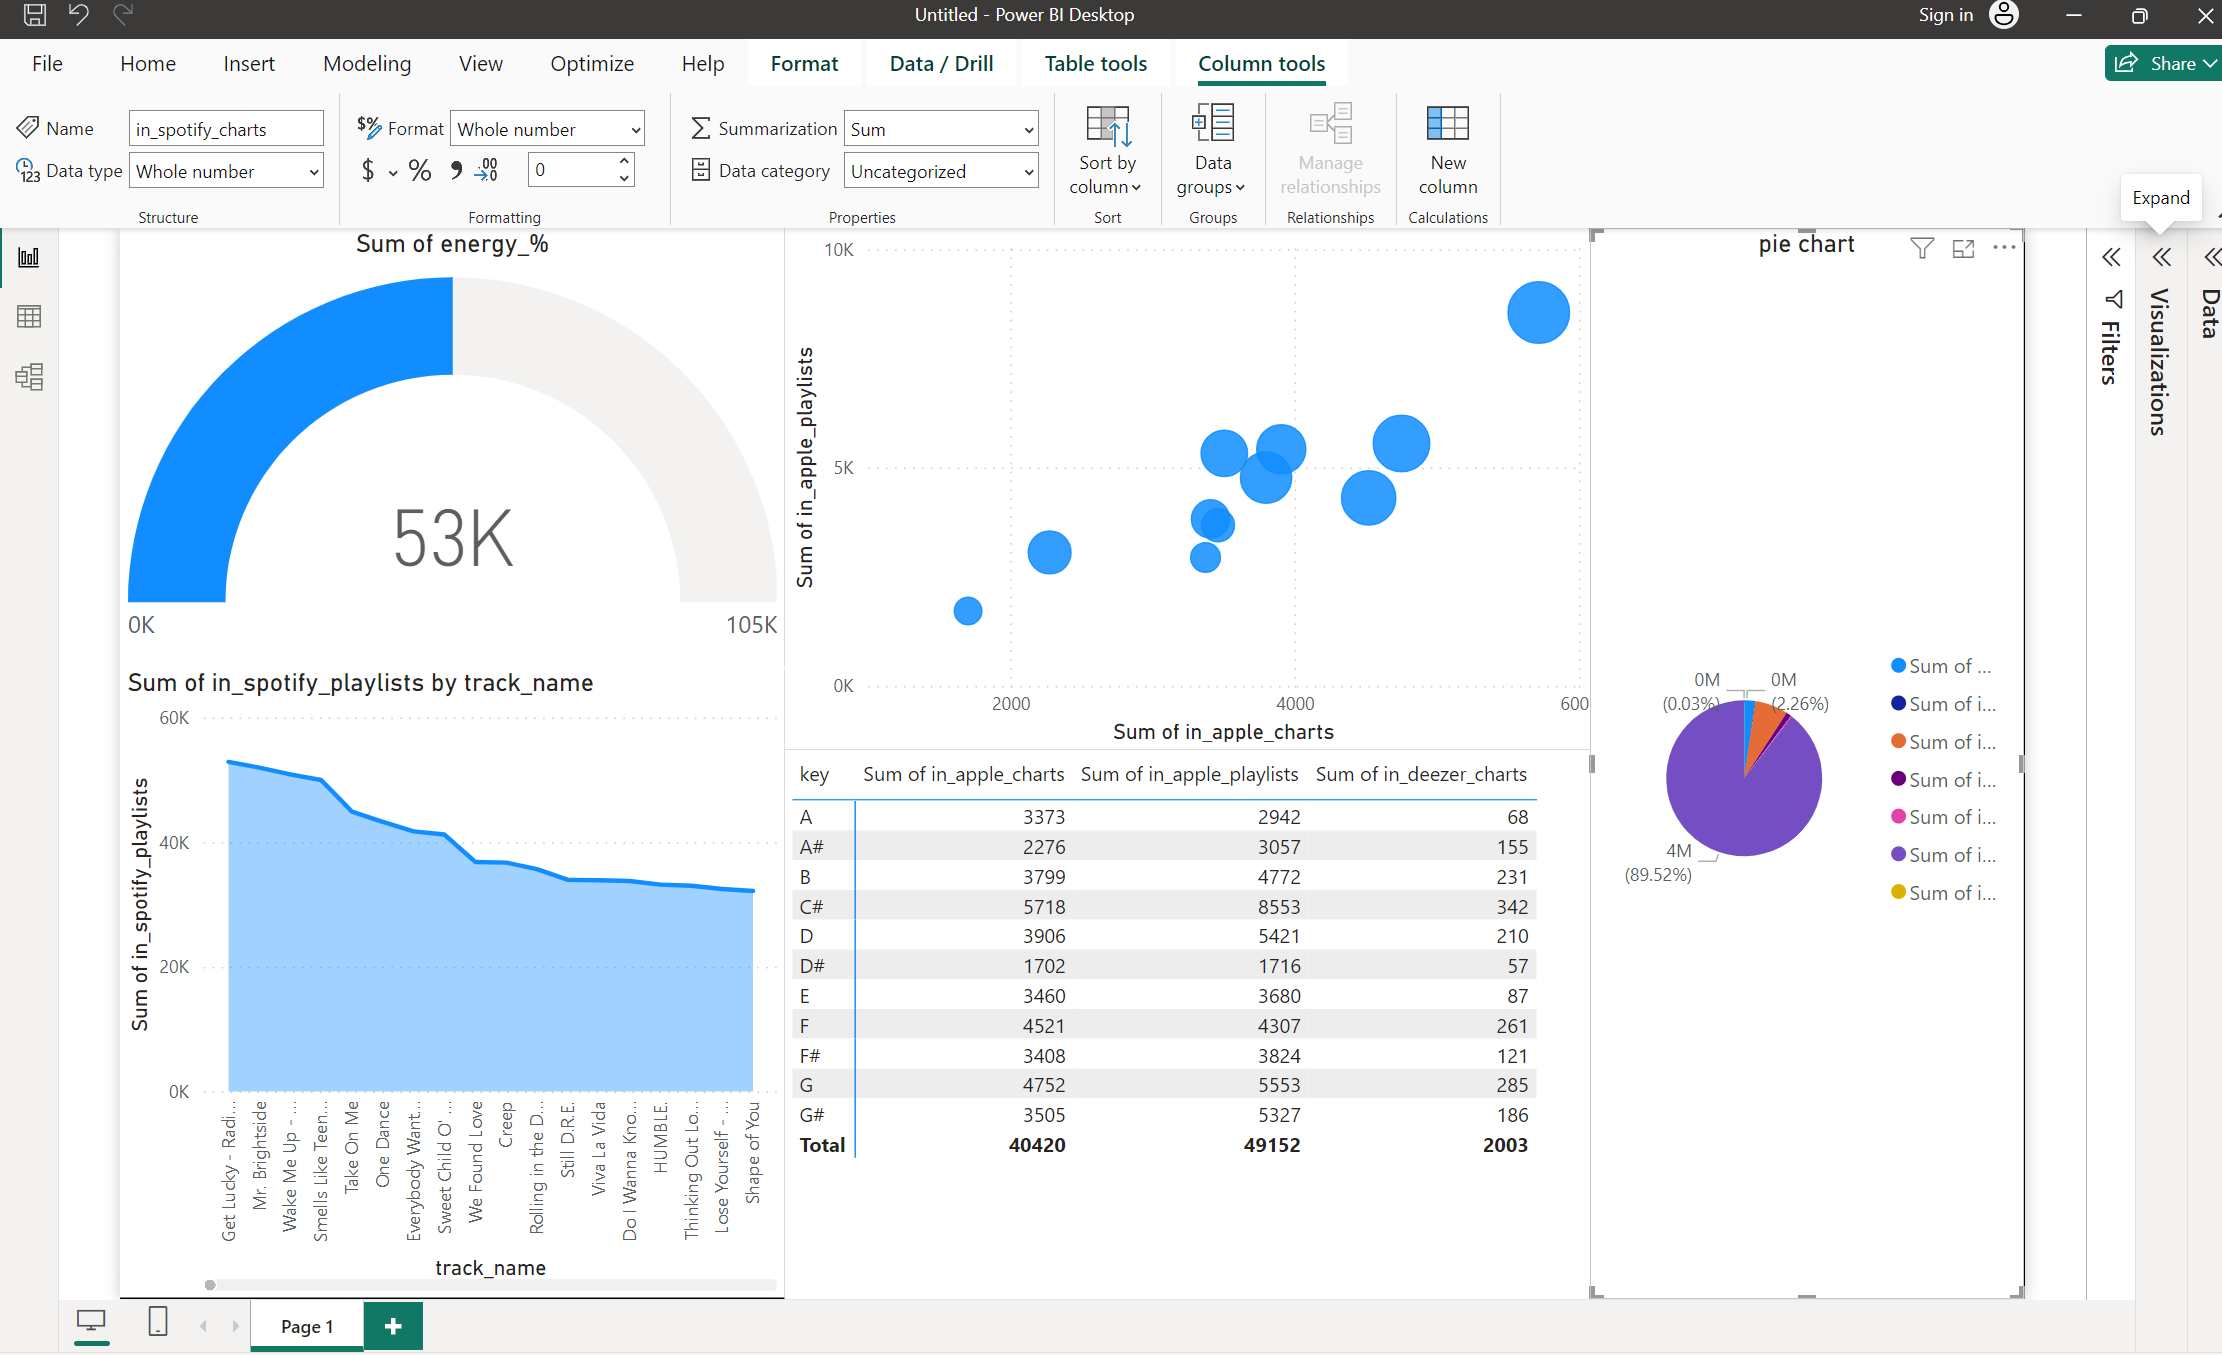 Untitled - Power BI Desktop
Sign in
File Home Insert Modeling View Optimize Help Format Data / Drill Table tools Column tools
Share
Name in_spotify_charts
Data type Whole number
Structure
$% Format Whole number
$ % , .00 0
Formatting
Summarization Sum
Data category Uncategorized
Properties
Sort by
column
Sort
Data
groups
Groups
Manage
relationships
Relationships
New
column
Calculations
Expand
Sum of energy_%
53K
0K 105K
Sum of in_spotify_playlists by track_name
Sum of in_spotify_playlists
60K
40K
20K
0K
Get Lucky - Radi...
Mr. Brightside
Wake Me Up - ...
Smells Like Teen...
Take On Me
One Dance
Everybody Want...
Sweet Child O' ...
We Found Love
Creep
Rolling in the D...
Still D.R.E.
Viva La Vida
Do I Wanna Kno...
HUMBLE.
Thinking Out Lo...
Lose Yourself - ...
Shape of You
track_name
Sum of in_apple_playlists
10K
5K
0K
2000 4000 600
Sum of in_apple_charts
key Sum of in_apple_charts Sum of in_apple_playlists Sum of in_deezer_charts
A 3373 2942 68
A# 2276 3057 155
B 3799 4772 231
C# 5718 8553 342
D 3906 5421 210
D# 1702 1716 57
E 3460 3680 87
F 4521 4307 261
F# 3408 3824 121
G 4752 5553 285
G# 3505 5327 186
Total 40420 49152 2003
pie chart
0M
(0.03%)
0M
(2.26%)
4M
(89.52%)
Sum of ...
Sum of i...
Sum of i...
Sum of i...
Sum of i...
Sum of i...
Sum of i...
Filters
Visualizations
Data
Page 1